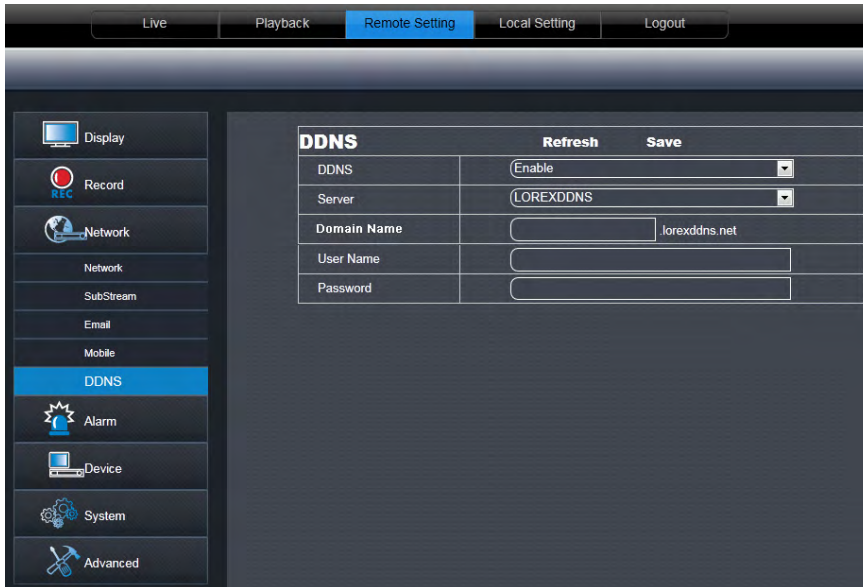 Live Playback Remote Setting Local Setting Logout
Display
REC Record
Network
Network
SubStream
Email
Mobile
DDNS
Alarm
Device
System
Advanced
DDNS Refresh Save
DDNS Enable
Server LOREXDDNS
Domain Name .lorexddns.net
User Name
Password